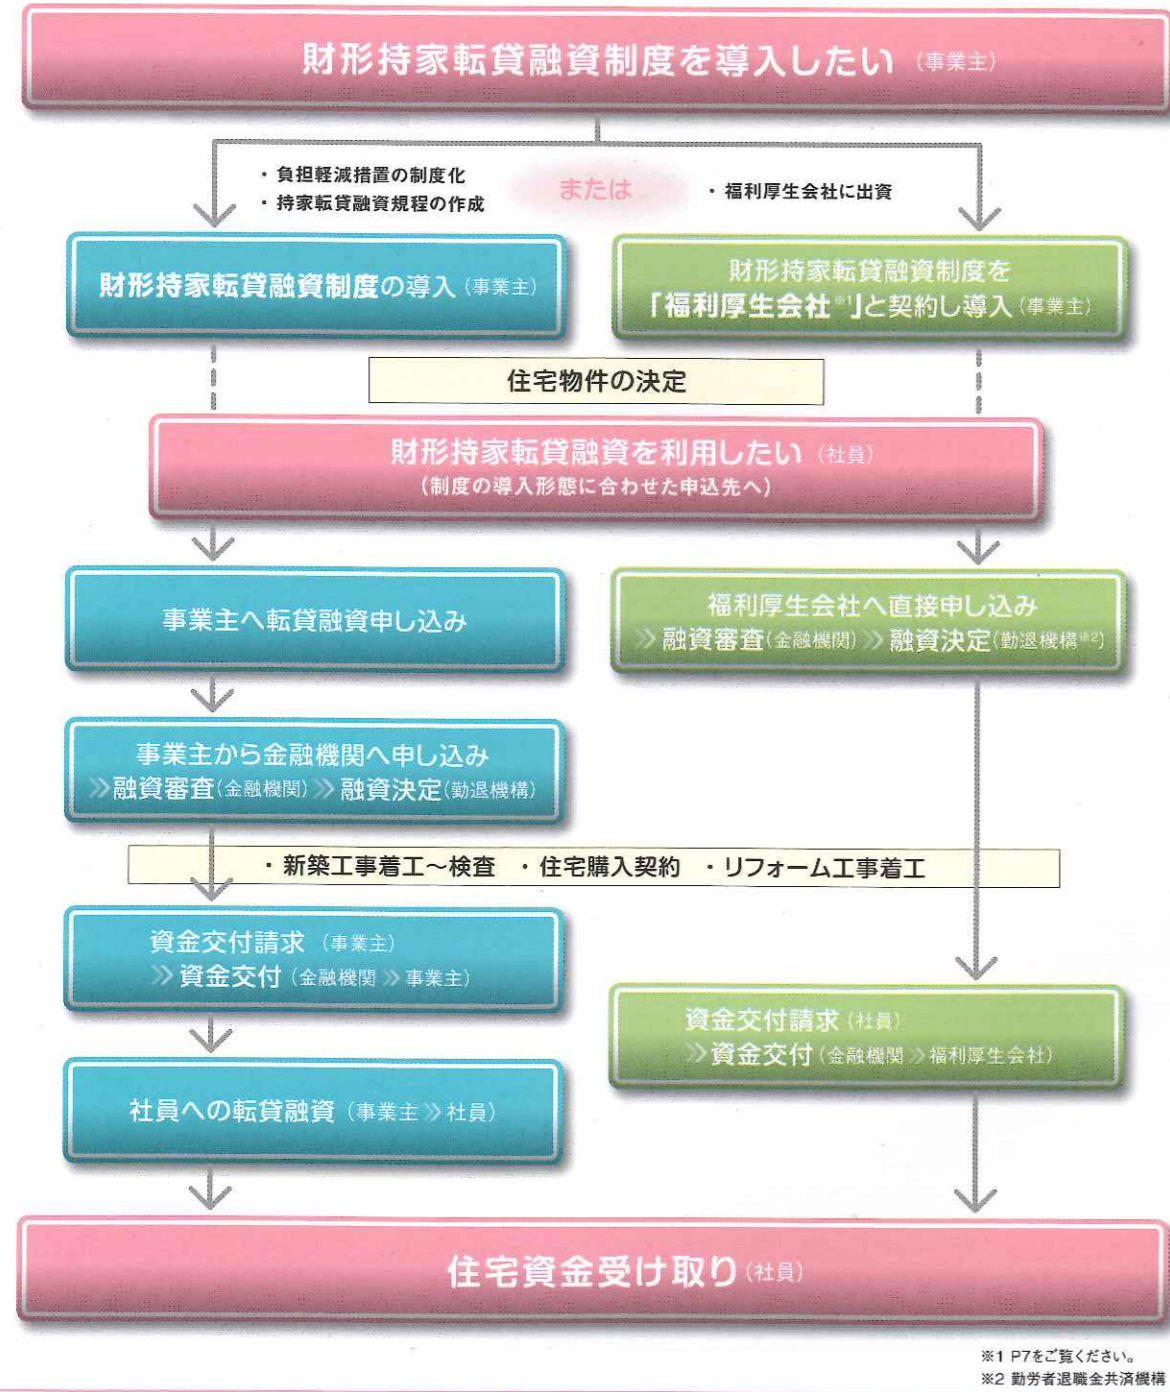 財形持家転貸融資制度を導入したい（事業主）
・負担軽減措置の制度化
・持家転貸融資規程の作成
または
・福利厚生会社に出資
財形持家転貸融資制度の導入（事業主）
財形持家転貸融資制度を
「福利厚生会社※1」と契約し導入（事業主）
住宅物件の決定
財形持家転貸融資を利用したい（社員）
（制度の導入形態に合わせた申込先へ）
事業主へ転貸融資申し込み
福利厚生会社へ直接申し込み
≫融資審査（金融機関）≫融資決定（勤退機構※2）
事業主から金融機関へ申し込み
≫融資審査（金融機関）≫融資決定（勤退機構）
・新築工事着工～検査 ・住宅購入契約 ・リフォーム工事着工
資金交付請求（事業主）
≫資金交付（金融機関≫事業主）
資金交付請求（社員）
≫資金交付（金融機関≫福利厚生会社）
社員への転貸融資（事業主≫社員）
住宅資金受け取り（社員）
※1 P7をご覧ください。
※2 勤労者退職金共済機構